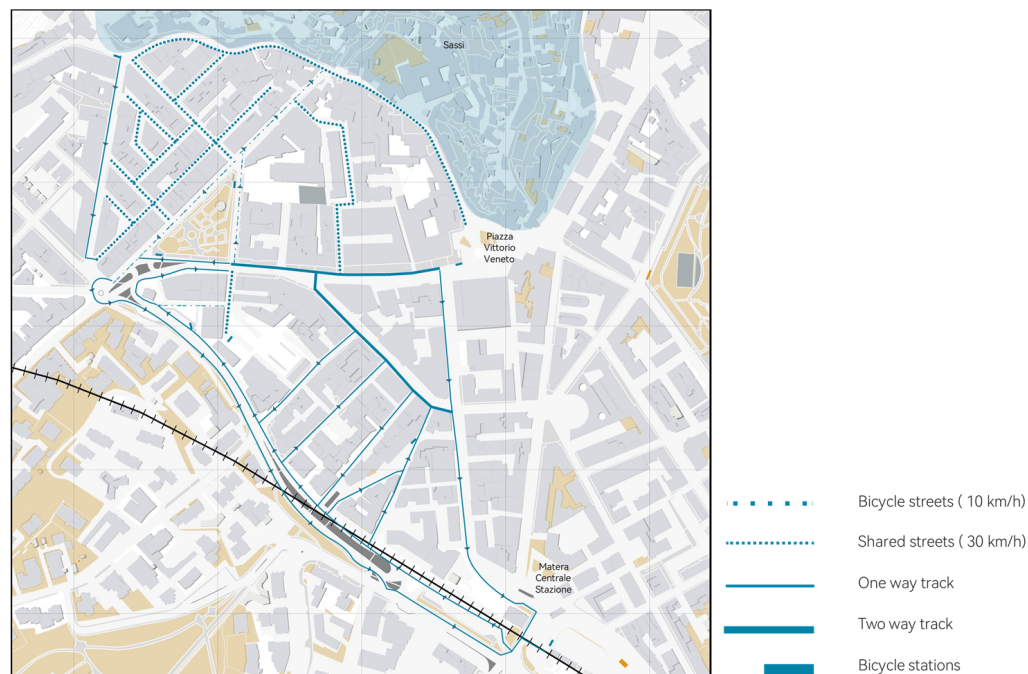 Sassi
Piazza
Vittorio
Veneto
Matera
Centrale
Stazione
Bicycle streets ( 10 km/h)
Shared streets ( 30 km/h)
One way track
Two way track
Bicycle stations